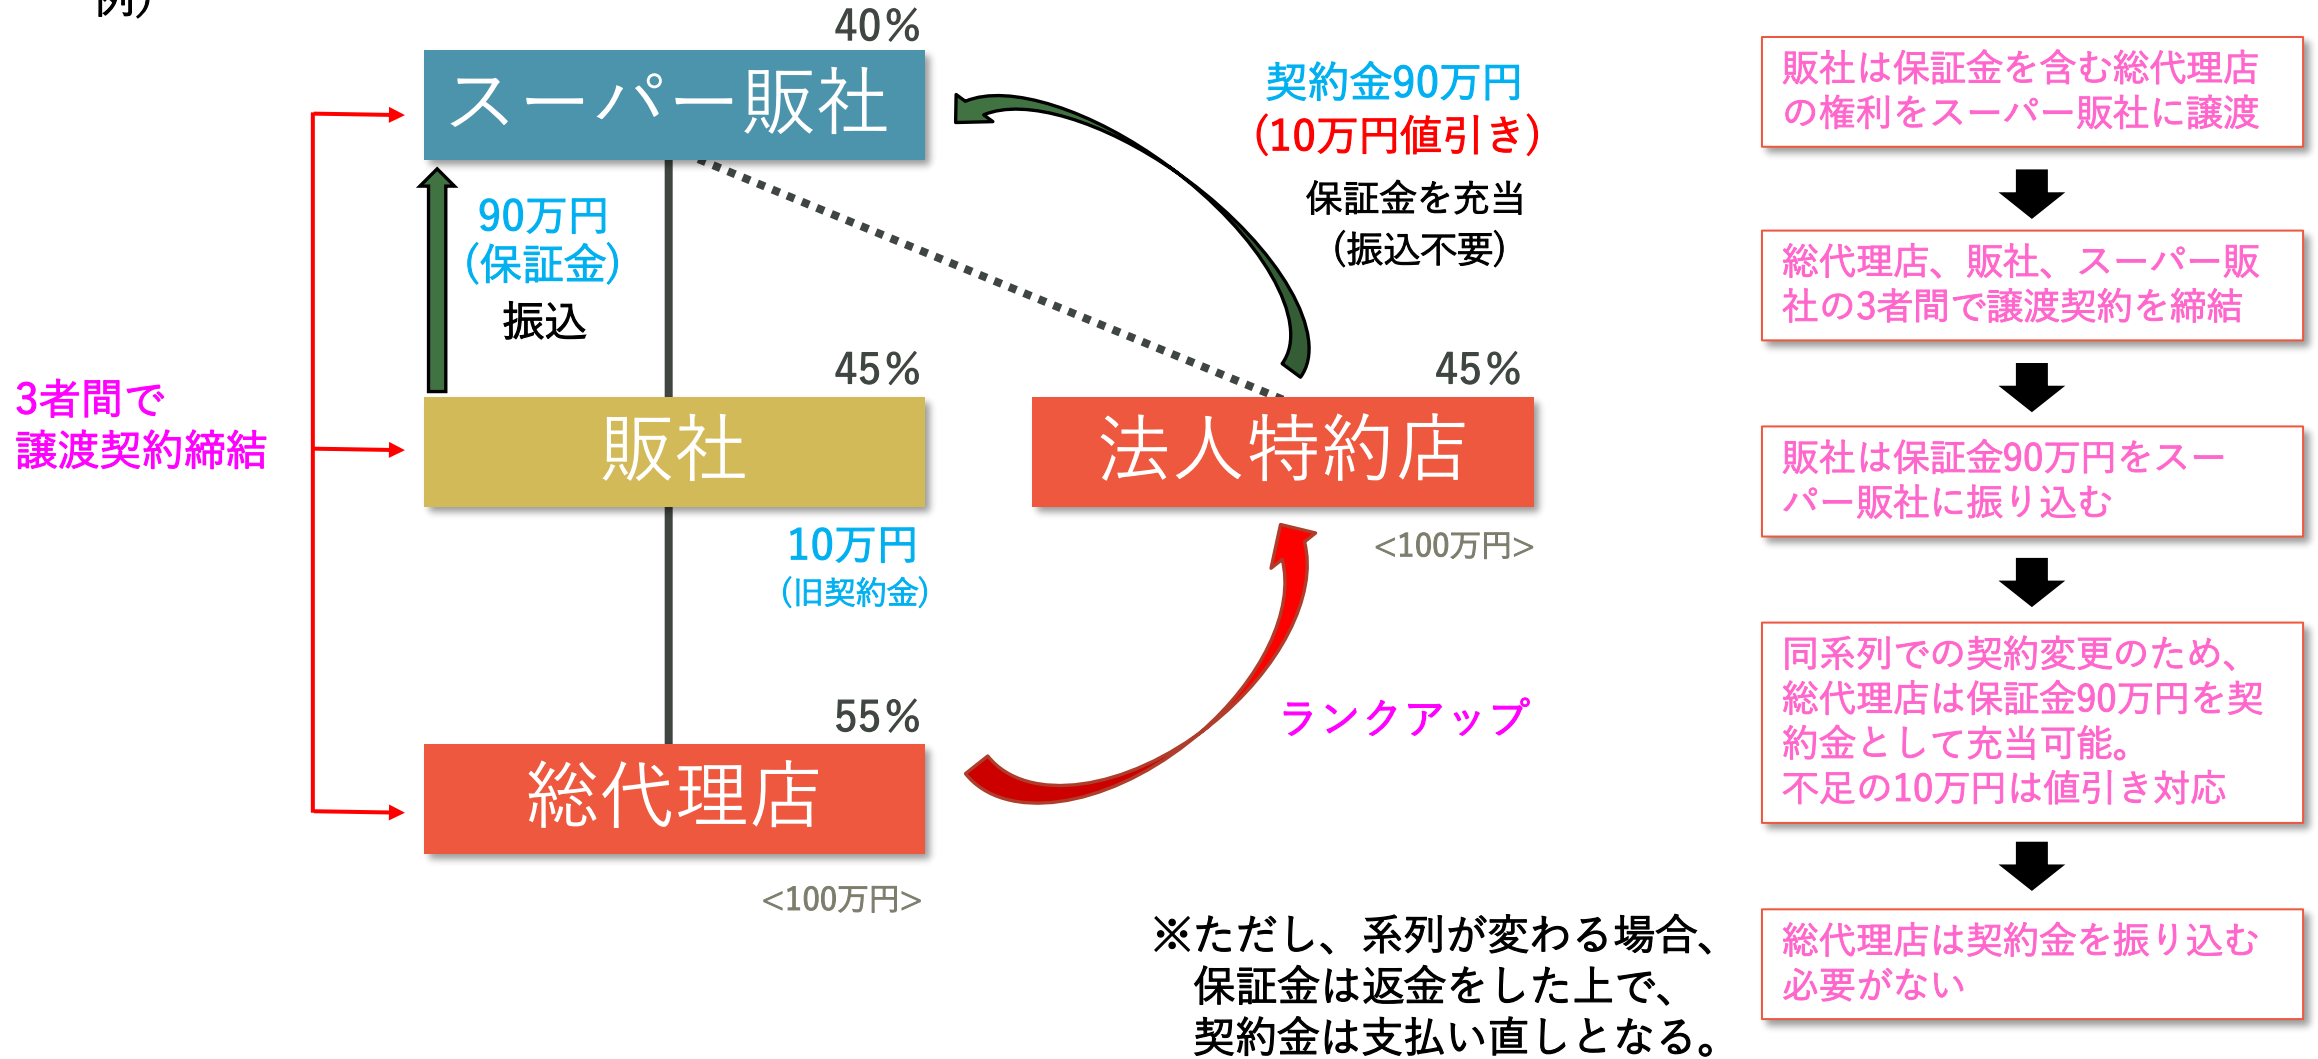 例）
40%
スーパー販社
契約金90万円
（10万円値引き）
保証金を充当
（振込不要）
90万円
（保証金）
振込
3者間で
譲渡契約締結
45%
販社
45%
法人特約店
<100万円>
10万円
（旧契約金）
ランクアップ
55%
総代理店
<100万円>
※ただし、系列が変わる場合、
保証金は返金をした上で、
契約金は支払い直しとなる。
販社は保証金を含む総代理店
の権利をスーパー販社に譲渡
総代理店、販社、スーパー販
社の3者間で譲渡契約を締結
販社は保証金90万円をスー
パー販社に振り込む
同系列での契約変更のため、
総代理店は保証金90万円を契
約金として充当可能。
不足の10万円は値引き対応
総代理店は契約金を振り込む
必要がない